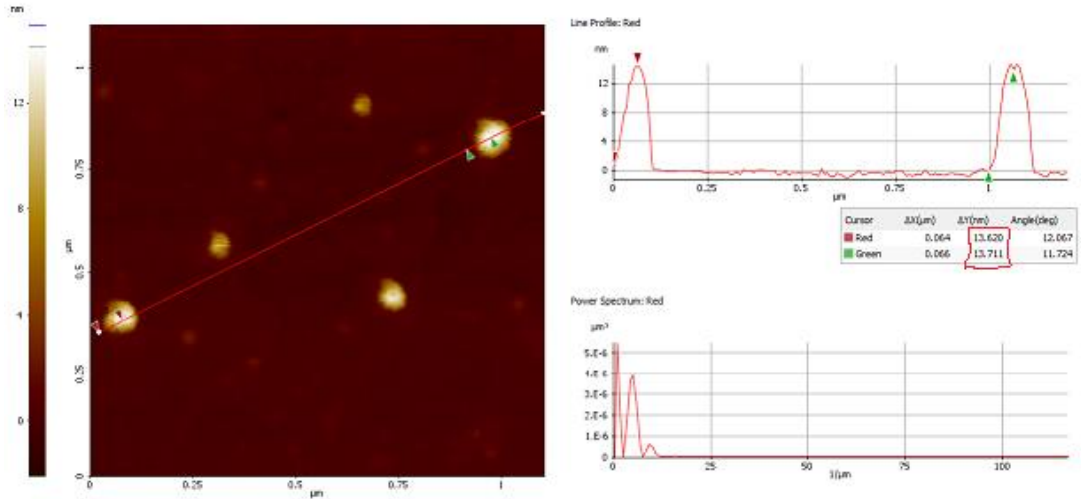 nm
12
8
4
0
1
0.75
0.5
0.25
0
μm
0
0.25
0.5
0.75
1
μm
Line Profile: Red
nm
12
8
4
0
0
0.25
0.5
0.75
1
μm
Cursor ΔX(μm) ΔY(nm) Angle(deg)
Red 0.064 13.620 12.067
Green 0.066 13.711 11.724
Power Spectrum: Red
μm³
5.E-6
4.E-6
3.E-6
2.E-6
1.E-6
0
0
25
50
75
100
1/μm